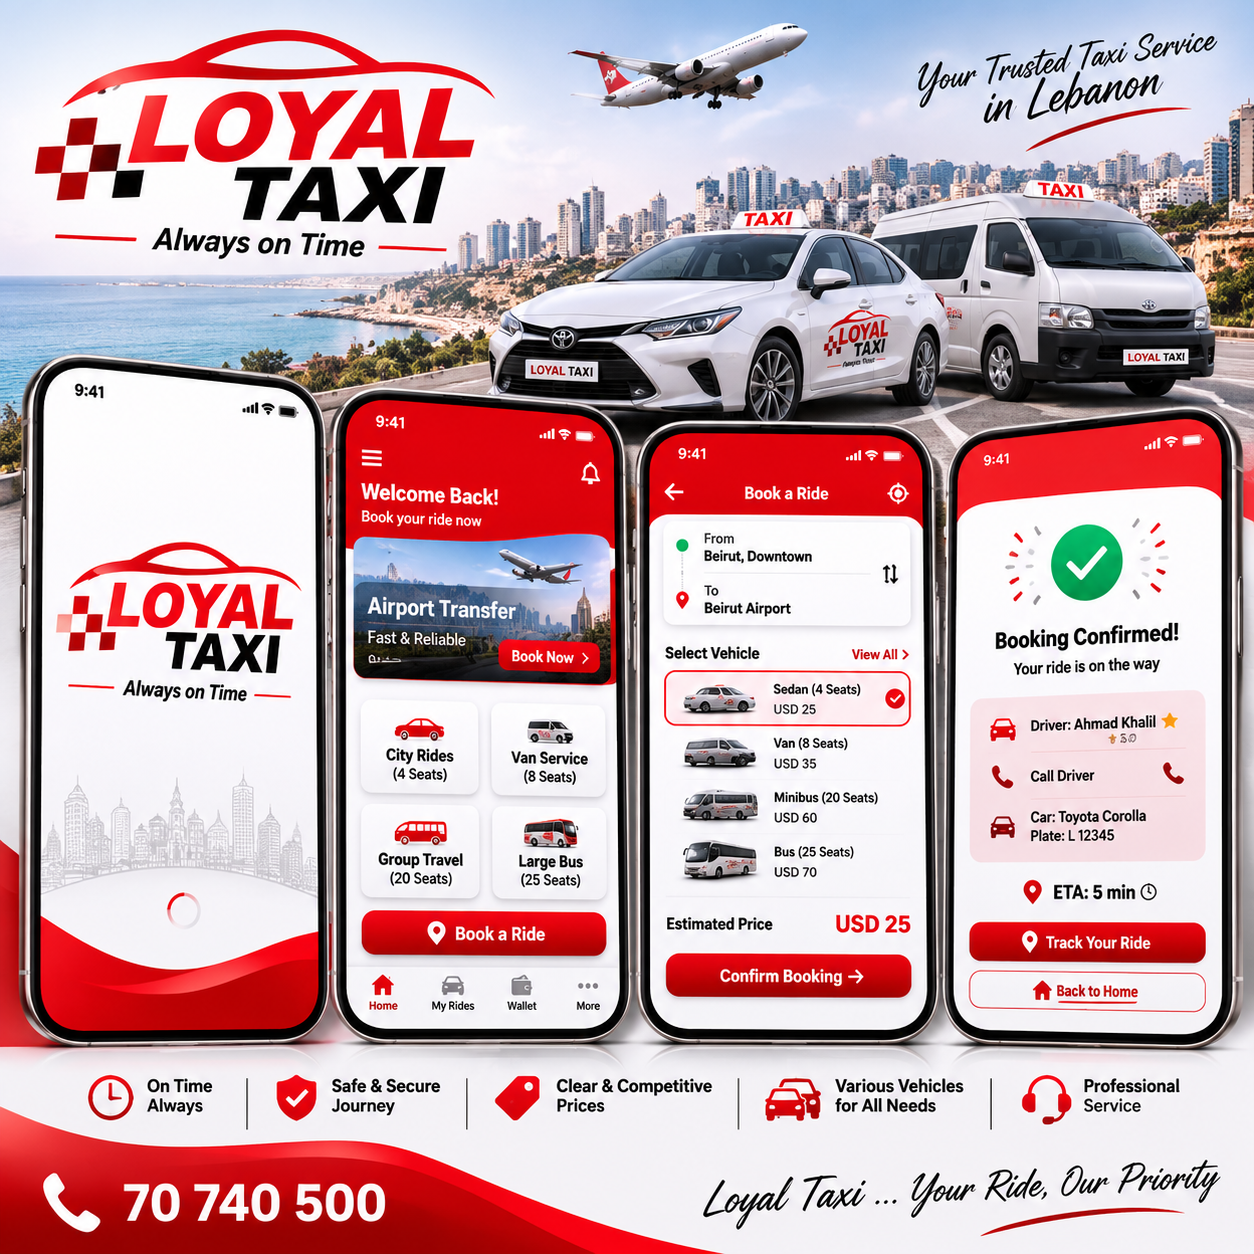 LOYAL
TAXI
Always on Time
Your Trusted Taxi Service
in Lebanon
TAXI
TAXI
LOYAL
TAXI
LOYAL TAXI
LOYAL TAXI
9:41
LOYAL
TAXI
Always on Time
9:41
Welcome Back!
Book your ride now
Airport Transfer
Fast & Reliable
Book Now
City Rides
(4 Seats)
Van Service
(8 Seats)
Group Travel
(20 Seats)
Large Bus
(25 Seats)
Book a Ride
Home
My Rides
Wallet
More
9:41
Book a Ride
From
Beirut, Downtown
To
Beirut Airport
Select Vehicle
View All
Sedan (4 Seats)
USD 25
Van (8 Seats)
USD 35
Minibus (20 Seats)
USD 60
Bus (25 Seats)
USD 70
Estimated Price
USD 25
Confirm Booking
9:41
Booking Confirmed!
Your ride is on the way
Driver: Ahmad Khalil
Call Driver
Car: Toyota Corolla
Plate: L 12345
ETA: 5 min
Track Your Ride
Back to Home
On Time
Always
Safe & Secure
Journey
Clear & Competitive
Prices
Various Vehicles
for All Needs
Professional
Service
70 740 500
Loyal Taxi ... Your Ride, Our Priority